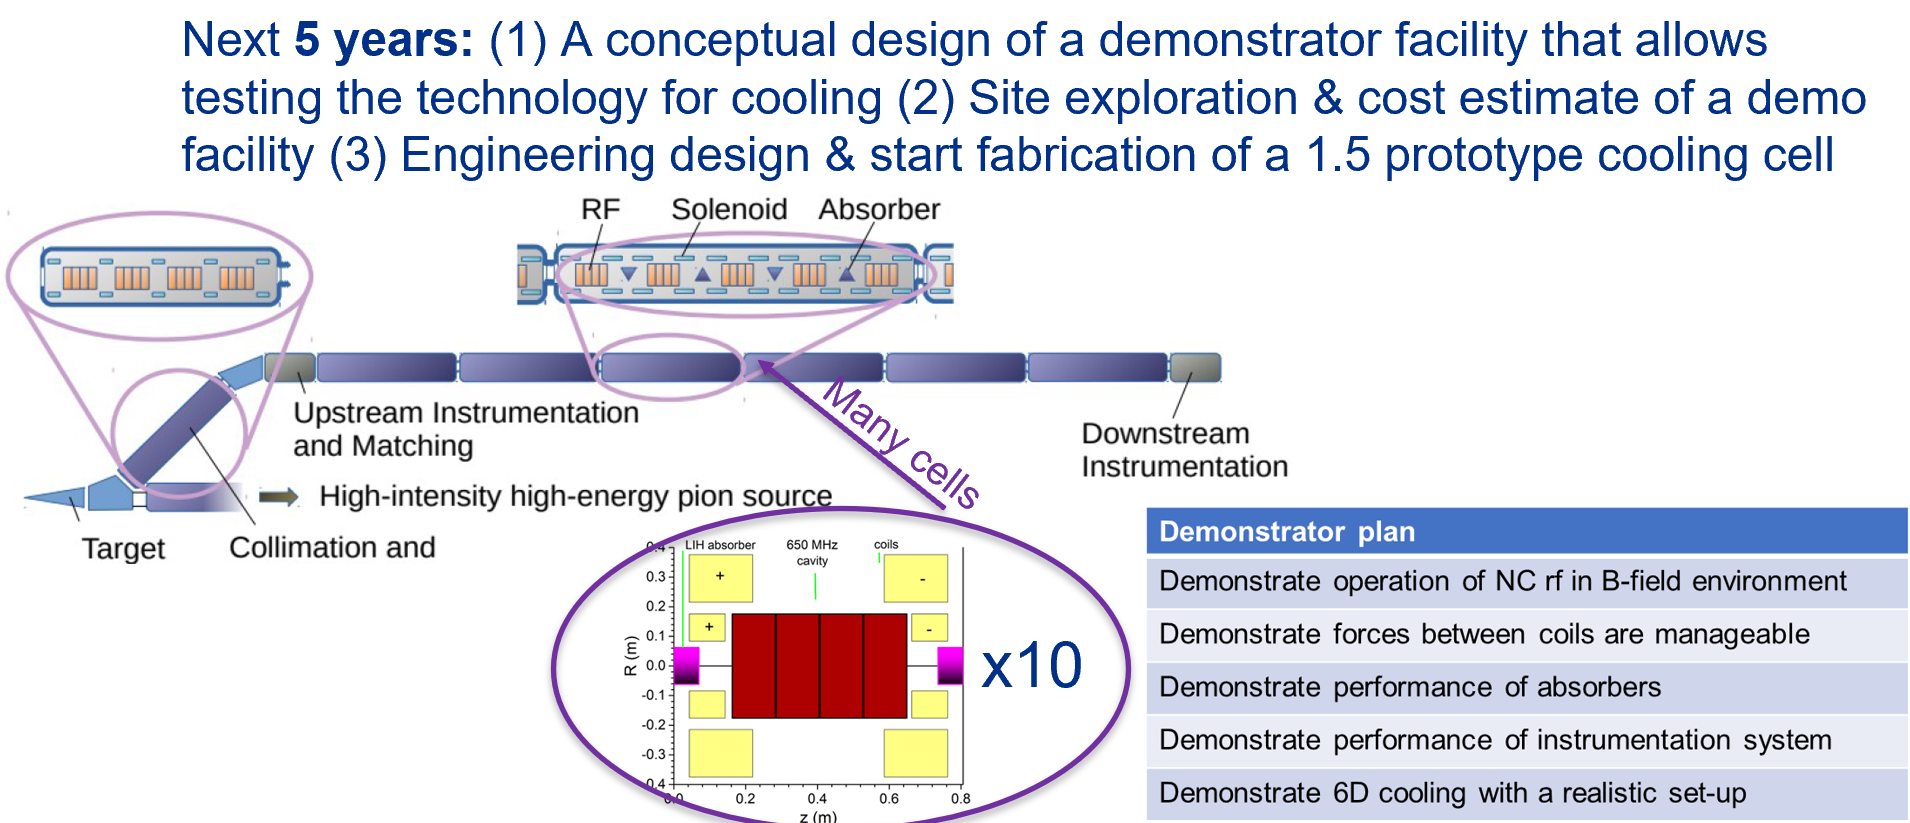 Next 5 years: (1) A conceptual design of a demonstrator facility that allows
testing the technology for cooling (2) Site exploration & cost estimate of a demo
facility (3) Engineering design & start fabrication of a 1.5 prototype cooling cell
RF Solenoid Absorber
Upstream Instrumentation
and Matching
Many cells
Downstream
Instrumentation
High-intensity high-energy pion source
Target
Collimation and
LIH absorber
650 MHz
cavity
coils
+ -
+ -
R (m)
0.4
0.3
0.2
0.1
0.0
-0.1
-0.2
-0.3
0.4
0.0 0.2 0.4 0.6 0.8
z (m)
x10
Demonstrator plan
Demonstrate operation of NC rf in B-field environment
Demonstrate forces between coils are manageable
Demonstrate performance of absorbers
Demonstrate performance of instrumentation system
Demonstrate 6D cooling with a realistic set-up